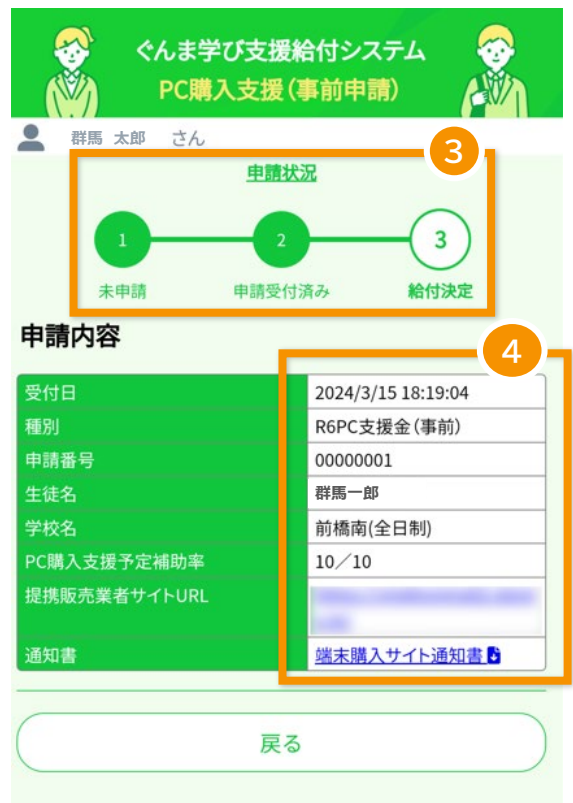 ぐんま学び支援給付システム
PC購入支援(事前申請)
群馬 太郎 さん
3
申請状況
1 2 3
未申請 申請受付済み 給付決定
申請内容
4
受付日 2024/3/15 18:19:04
種別 R6PC支援金(事前)
申請番号 00000001
生徒名 群馬一郎
学校名 前橋南(全日制)
PC購入支援予定補助率 10／10
提携販売業者サイトURL
通知書 端末購入サイト通知書
戻る